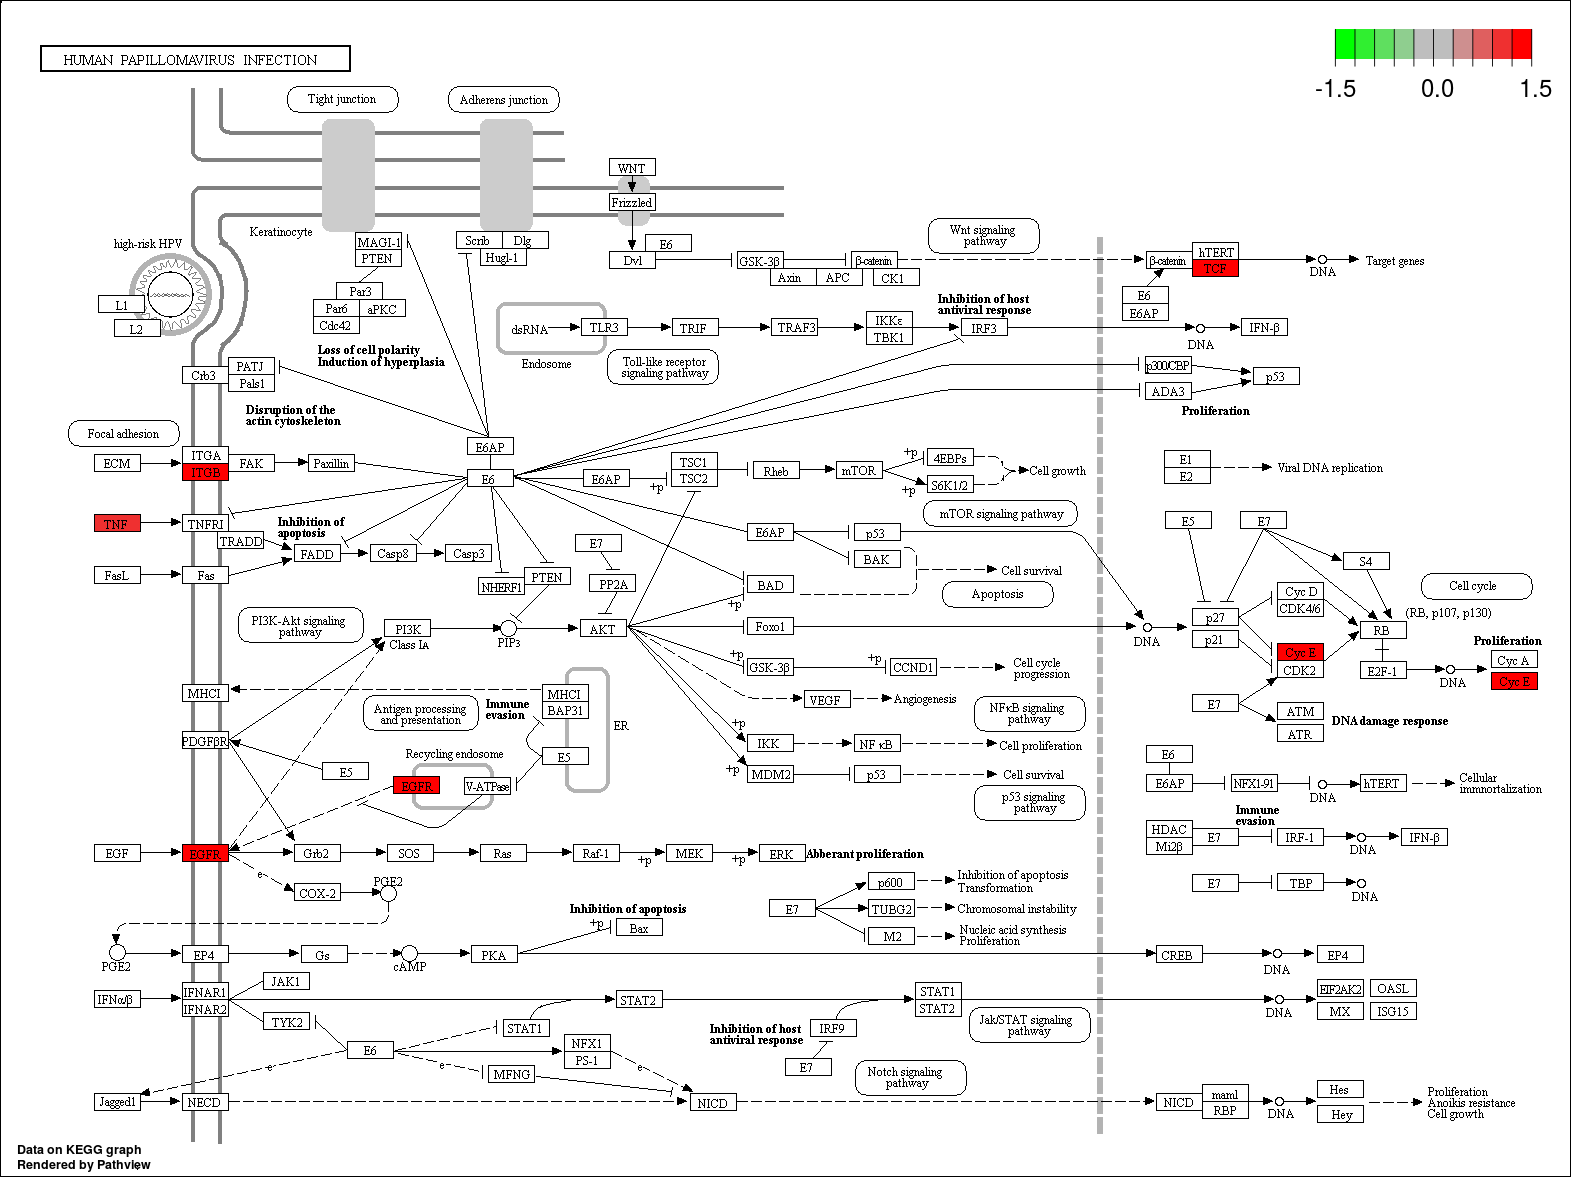 HUMAN PAPILLOMAVIRUS INFECTION
-1.5 0.0 1.5
Tight junction
Adherens junction
WNT
Frizzled
Keratinocyte
high-risk HPV
L1
L2
MAGI-1
PTEN
Par3
Par6 aPKC
Cdc42
Scrib Dlg
Hugl-1
Dvl
E6
GSK-3β
Axin APC
β-catenin
CK1
Wnt signaling
pathway
β-catenin
hTERT
TCF
DNA
Target genes
E6
E6AP
Loss of cell polarity
Induction of hyperplasia
dsRNA
TLR3
TRIF
TRAF3
IKKε
TBK1
Inhibition of host
antiviral response
IRF3
DNA
IFN-β
Endosome
Toll-like receptor
signaling pathway
Crb3
PATJ
Pals1
p300/CBP
ADA3
p53
Proliferation
Disruption of the
actin cytoskeleton
Focal adhesion
ECM
ITGA
ITGB
FAK
Paxillin
E6AP
E6
E6AP
+p
TSC1
TSC2
Rheb
mTOR
+p
+p
4EBPs
S6K1/2
Cell growth
mTOR signaling pathway
E1
E2
Viral DNA replication
TNF
TNFRI
TRADD
Inhibition of
apoptosis
FADD
Casp8
Casp3
FasL
Fas
NHERF1
PTEN
E7
PP2A
E6AP
p53
BAK
BAD
+p
Cell survival
Apoptosis
E5
E7
S4
p27
p21
Cyc D
CDK4/6
Cyc E
CDK2
RB
(RB, p107, p130)
Cell cycle
E2F-1
DNA
Proliferation
Cyc A
Cyc E
PI3K-Akt signaling
pathway
PI3K
Class IA
PIP3
AKT
Foxo1
DNA
+p
GSK-3β
+p
CCND1
Cell cycle
progression
VEGF
Angiogenesis
E7
ATM
ATR
DNA damage response
NFκB signaling
pathway
MHCI
MHCI
BAP31
Immune
evasion
ER
E5
Antigen processing
and presentation
PDGFβR
E5
Recycling endosome
EGFR
V-ATPase
+p
IKK
NFκB
Cell proliferation
+p
MDM2
p53
Cell survival
p53 signaling
pathway
E6
E6AP
NFX1-91
DNA
hTERT
Cellular
immnortalization
Immune
evasion
HDAC
Mi2β
E7
IRF-1
DNA
IFN-β
E7
TBP
DNA
EGF
EGFR
Grb2
SOS
Ras
Raf-1
+p
MEK
+p
ERK
Abberant proliferation
e
COX-2
PGE2
E7
p600
TUBG2
M2
Inhibition of apoptosis
Transformation
Chromosomal instability
Nucleic acid synthesis
Proliferation
Inhibition of apoptosis
+p
Bax
PGE2
EP4
Gs
cAMP
PKA
CREB
DNA
EP4
IFNα/β
IFNAR1
IFNAR2
JAK1
TYK2
STAT2
STAT1
STAT1
STAT2
IRF9
E7
Inhibition of host
antiviral response
Jak/STAT signaling
pathway
DNA
EIF2AK2 OASL
MX ISG15
E6
NFX1
PS-1
MFNG
e
e
e
Notch signaling
pathway
Jagged1
NECD
NICD
NICD
maml
RBP
DNA
Hes
Hey
Proliferation
Anoikis resistance
Cell growth
Data on KEGG graph
Rendered by Pathview